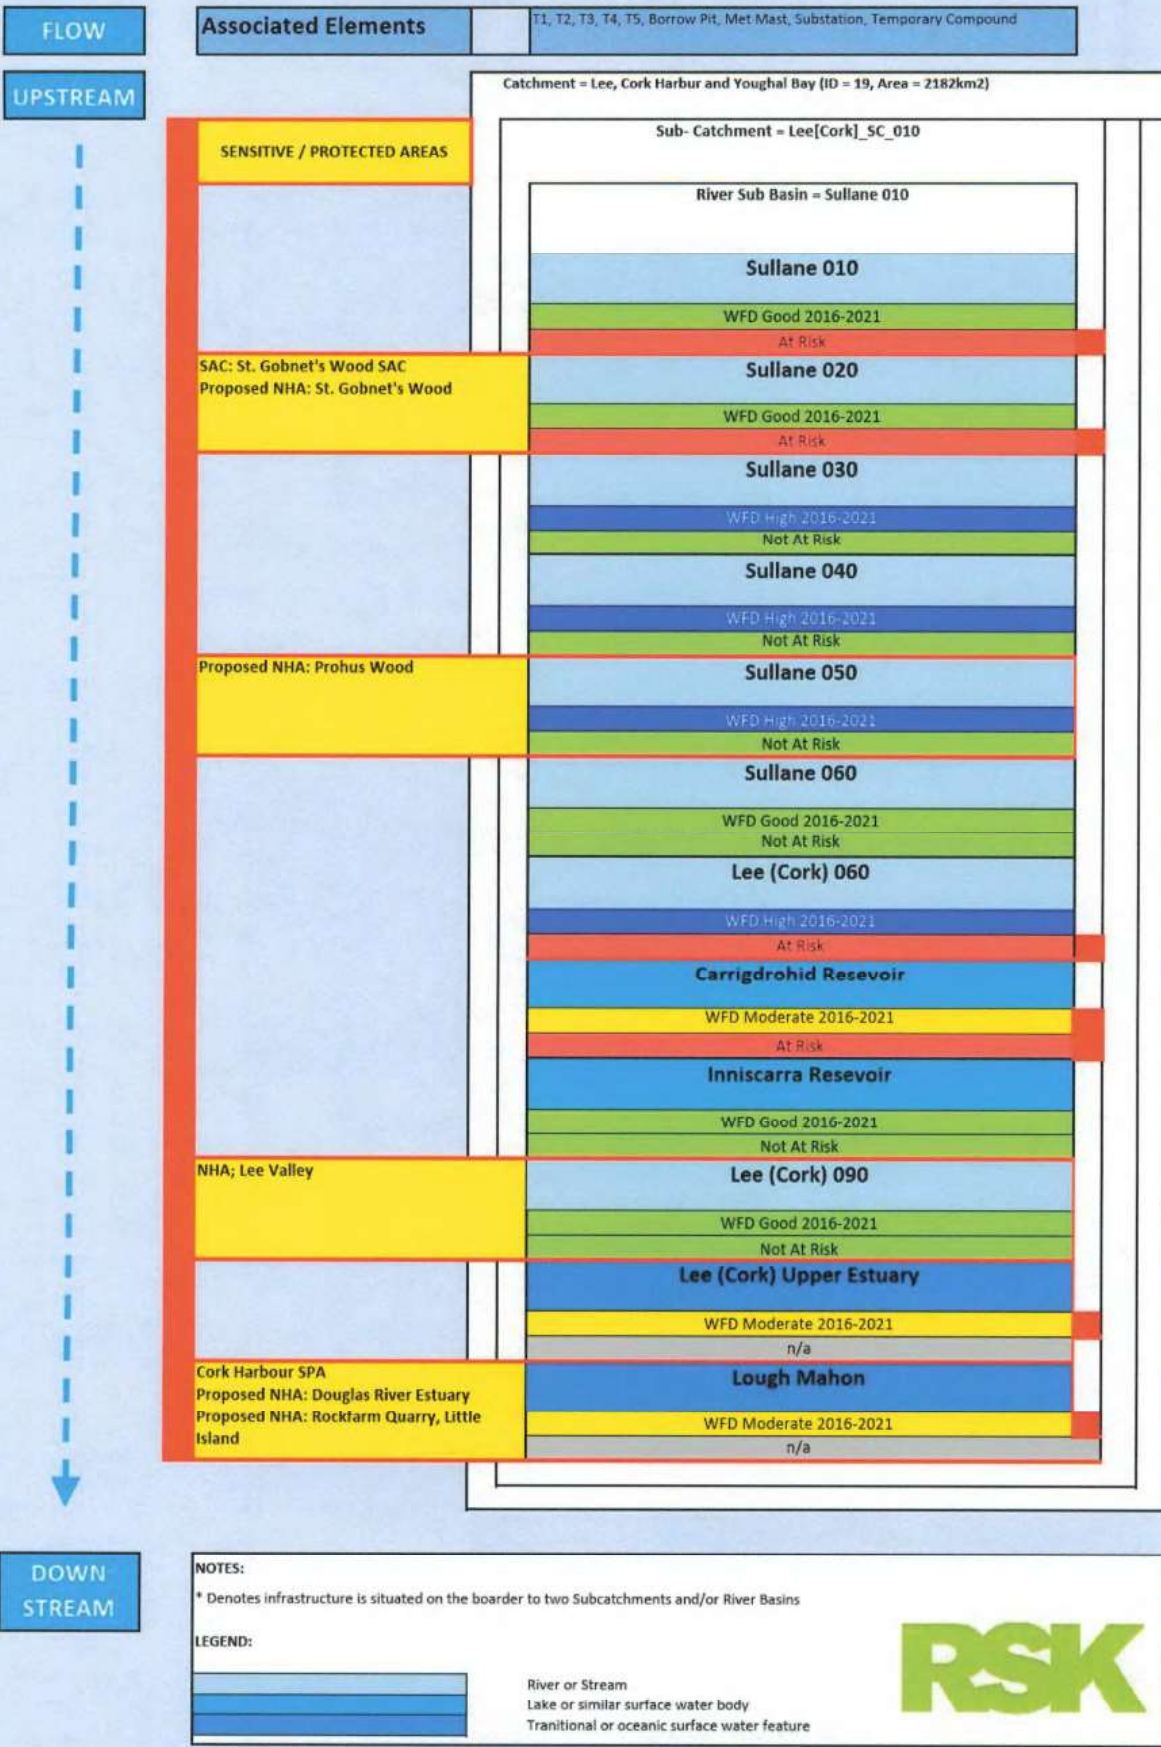 FLOW
Associated Elements
T1, T2, T3, T4, T5, Borrow Pit, Met Mast, Substation, Temporary Compound
UPSTREAM
Catchment = Lee, Cork Harbur and Youghal Bay (ID = 19, Area = 2182km2)
Sub- Catchment = Lee[Cork]_SC_010
SENSITIVE / PROTECTED AREAS
River Sub Basin = Sullane 010
Sullane 010
WFD Good 2016-2021
At Risk
SAC: St. Gobnet's Wood SAC
Proposed NHA: St. Gobnet's Wood
Sullane 020
WFD Good 2016-2021
At Risk
Sullane 030
WFD High 2016-2021
Not At Risk
Sullane 040
WFD High 2016-2021
Not At Risk
Proposed NHA: Prohus Wood
Sullane 050
WFD High 2016-2021
Not At Risk
Sullane 060
WFD Good 2016-2021
Not At Risk
Lee (Cork) 060
WFD High 2016-2021
At Risk
Carrigdrohid Resevoir
WFD Moderate 2016-2021
At Risk
Inniscarra Resevoir
WFD Good 2016-2021
Not At Risk
NHA; Lee Valley
Lee (Cork) 090
WFD Good 2016-2021
Not At Risk
Lee (Cork) Upper Estuary
WFD Moderate 2016-2021
n/a
Cork Harbour SPA
Proposed NHA: Douglas River Estuary
Proposed NHA: Rockfarm Quarry, Little
Island
Lough Mahon
WFD Moderate 2016-2021
n/a
DOWN
STREAM
NOTES:
* Denotes infrastructure is situated on the boarder to two Subcatchments and/or River Basins
LEGEND:
River or Stream
Lake or similar surface water body
Tranitional or oceanic surface water feature
RSK